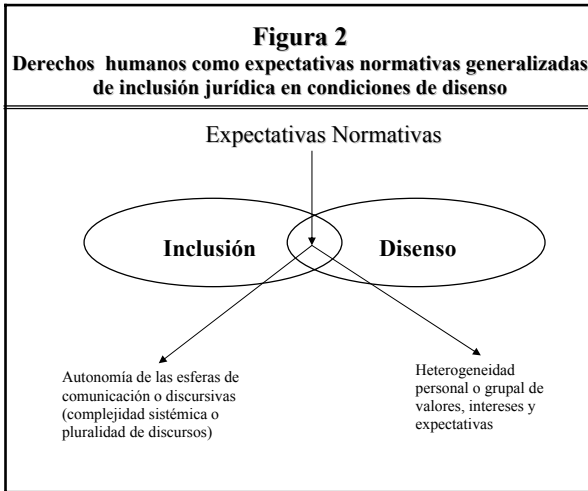 Figura 2
Derechos humanos como expectativas normativas generalizadas
de inclusión jurídica en condiciones de disenso
Expectativas Normativas
Inclusión
Disenso
Autonomía de las esferas de
comunicación o discursivas
(complejidad sistémica o
pluralidad de discursos)
Heterogeneidad
personal o grupal de
valores, intereses y
expectativas